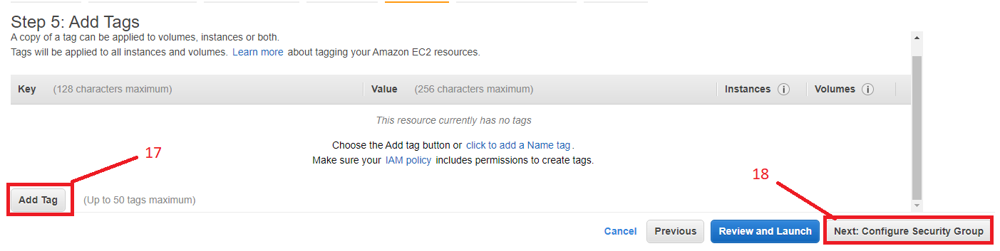 Step 5: Add Tags
A copy of a tag can be applied to volumes, instances or both.
Tags will be applied to all instances and volumes. Learn more about tagging your Amazon EC2 resources.
Key (128 characters maximum) Value (256 characters maximum) Instances i Volumes i
This resource currently has no tags
Choose the Add tag button or click to add a Name tag.
17
Make sure your IAM policy includes permissions to create tags.
18
Add Tag (Up to 50 tags maximum)
Cancel Previous Review and Launch Next: Configure Security Group